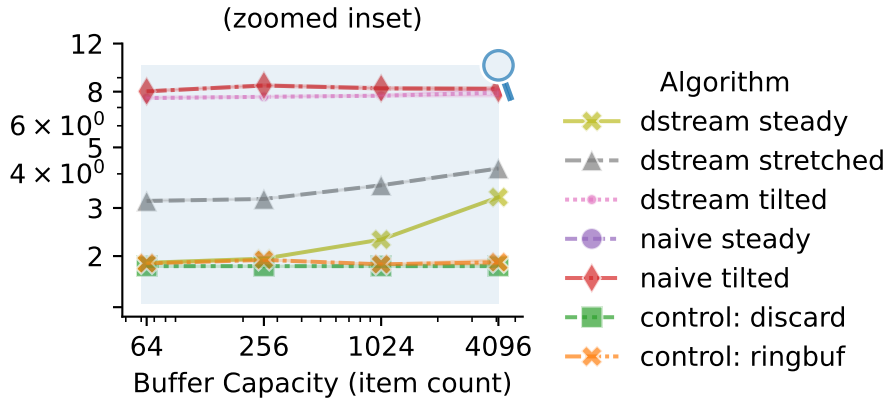 (zoomed inset)
12
8
6 × 10⁰
5
4 × 10⁰
3
2
64 256 1024 4096
Buffer Capacity (item count)
Algorithm
dstream steady
dstream stretched
dstream tilted
naive steady
naive tilted
control: discard
control: ringbuf